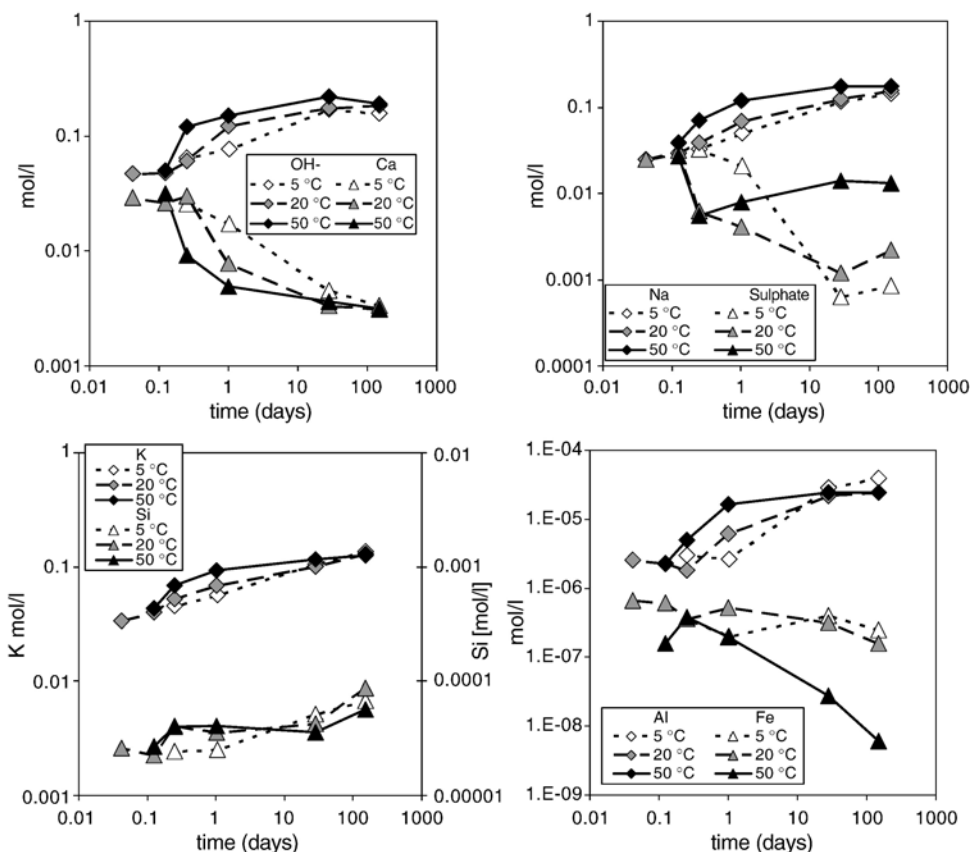 1
0.1
0.01
0.001
mol/l
OH- Ca
5 °C 5 °C
20 °C 20 °C
50 °C 50 °C
0.01 0.1 1 10 100 1000
time (days)
1
0.1
0.01
0.001
0.0001
mol/l
Na Sulphate
5 °C 5 °C
20 °C 20 °C
50 °C 50 °C
0.01 0.1 1 10 100 1000
time (days)
1
0.1
0.01
0.001
K mol/l
K
5 °C
20 °C
50 °C
Si
5 °C
20 °C
50 °C
0.01
0.001
0.0001
0.00001
Si [mol/l]
0.01 0.1 1 10 100 1000
time (days)
1.E-04
1.E-05
1.E-06
1.E-07
1.E-08
1.E-09
mol/l
Al Fe
5 °C 5 °C
20 °C 20 °C
50 °C 50 °C
0.01 0.1 1 10 100 1000
time (days)